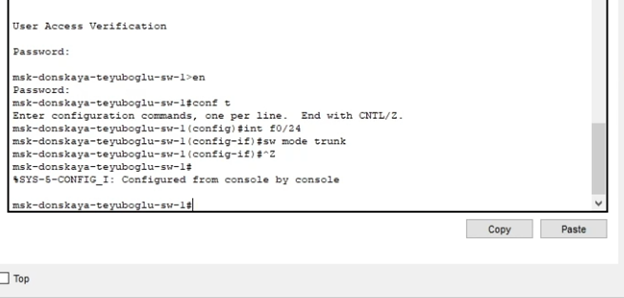 User Access Verification
Password:
msk-donskaya-teyuboglu-sw-1>en
Password:
msk-donskaya-teyuboglu-sw-1#conf t
Enter configuration commands, one per line.  End with CNTL/Z.
msk-donskaya-teyuboglu-sw-1(config)#int f0/24
msk-donskaya-teyuboglu-sw-1(config-if)#sw mode trunk
msk-donskaya-teyuboglu-sw-1(config-if)#^Z
msk-donskaya-teyuboglu-sw-1#
%SYS-5-CONFIG_I: Configured from console by console
msk-donskaya-teyuboglu-sw-1#
Copy Paste
Top